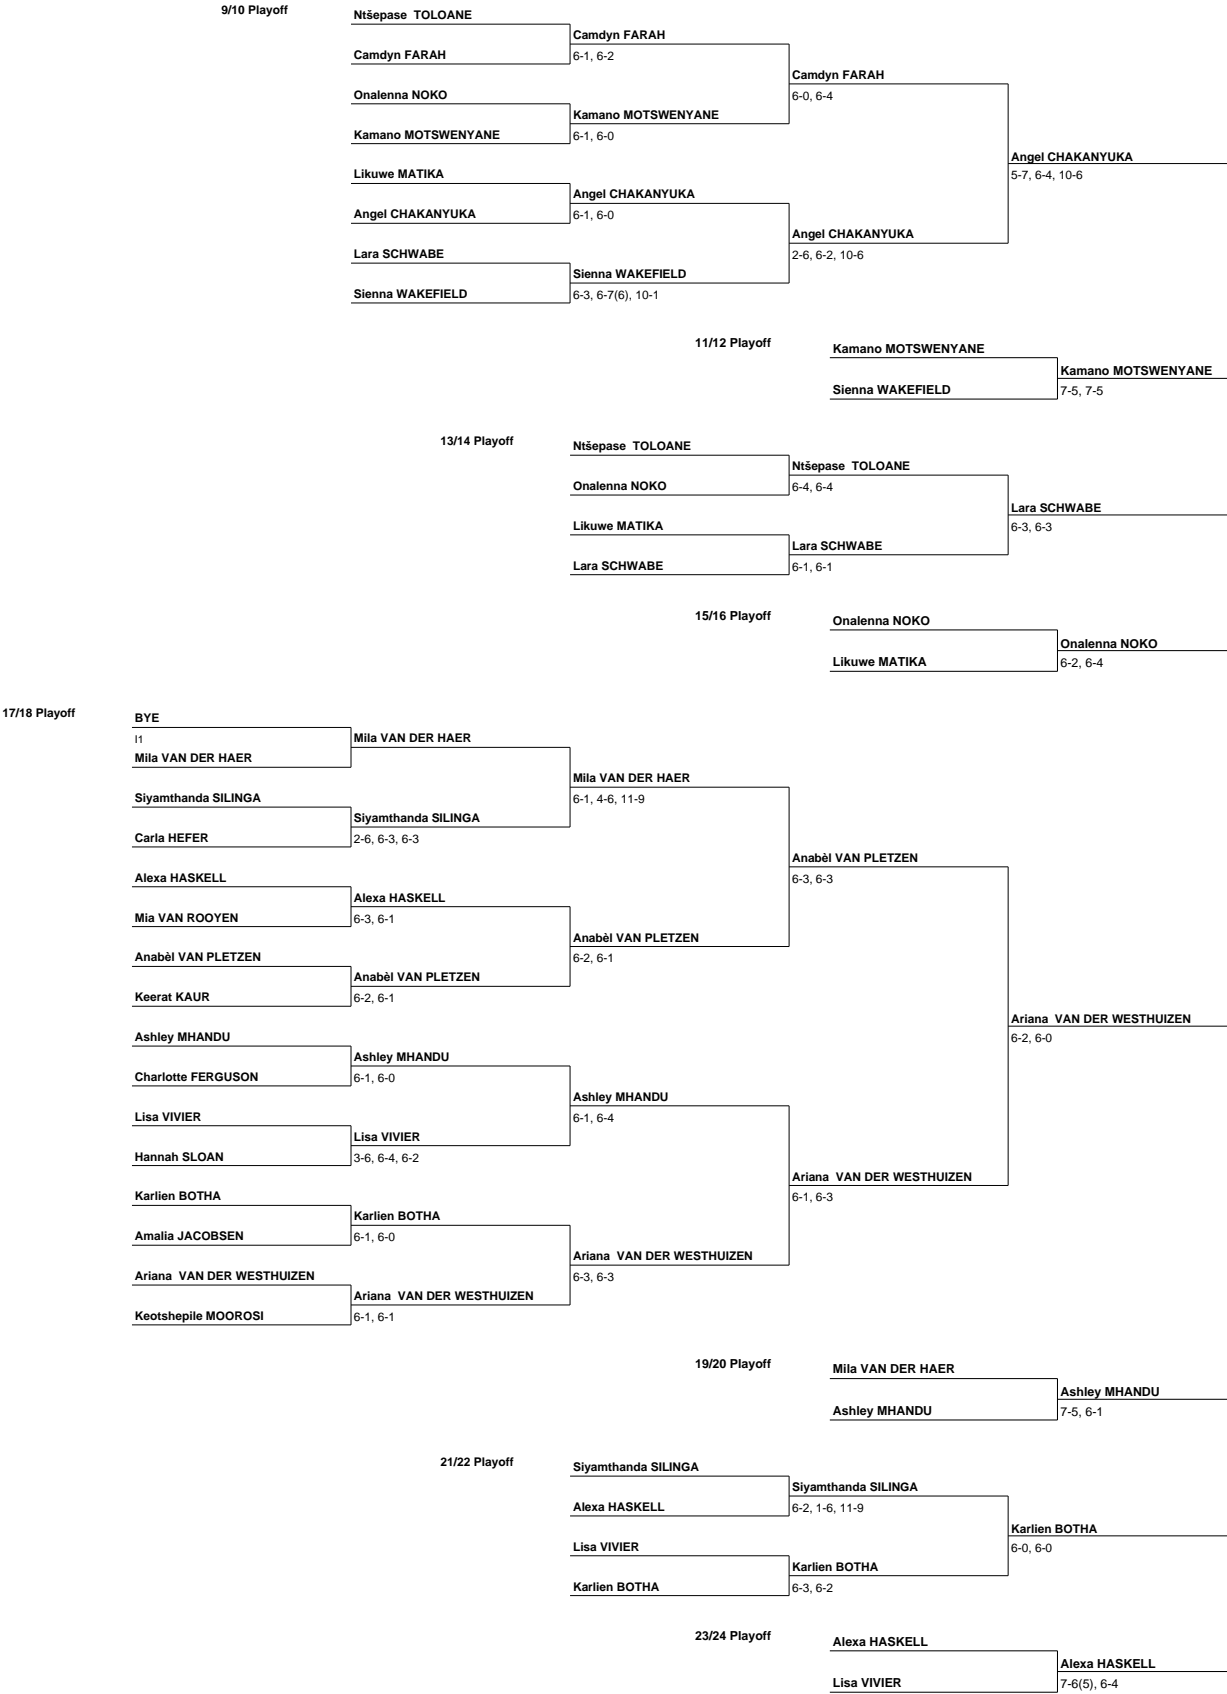 9/10 Playoff
Ntšepase  TOLOANE
Camdyn FARAH
Camdyn FARAH
6-1, 6-2
Camdyn FARAH
6-0, 6-4
Onalenna NOKO
Kamano MOTSWENYANE
Kamano MOTSWENYANE
6-1, 6-0
Angel CHAKANYUKA
5-7, 6-4, 10-6
Likuwe MATIKA
Angel CHAKANYUKA
Angel CHAKANYUKA
6-1, 6-0
Angel CHAKANYUKA
2-6, 6-2, 10-6
Lara SCHWABE
Sienna WAKEFIELD
Sienna WAKEFIELD
6-3, 6-7(6), 10-1
11/12 Playoff
Kamano MOTSWENYANE
Kamano MOTSWENYANE
Sienna WAKEFIELD
7-5, 7-5
13/14 Playoff
Ntšepase  TOLOANE
Ntšepase  TOLOANE
Onalenna NOKO
6-4, 6-4
Lara SCHWABE
6-3, 6-3
Likuwe MATIKA
Lara SCHWABE
Lara SCHWABE
6-1, 6-1
15/16 Playoff
Onalenna NOKO
Onalenna NOKO
Likuwe MATIKA
6-2, 6-4
17/18 Playoff
BYE
I1
Mila VAN DER HAER
Mila VAN DER HAER
Mila VAN DER HAER
6-1, 4-6, 11-9
Siyamthanda SILINGA
Siyamthanda SILINGA
Carla HEFER
2-6, 6-3, 6-3
Anabèl VAN PLETZEN
6-3, 6-3
Alexa HASKELL
Alexa HASKELL
Mia VAN ROOYEN
6-3, 6-1
Anabèl VAN PLETZEN
6-2, 6-1
Anabèl VAN PLETZEN
Anabèl VAN PLETZEN
Keerat KAUR
6-2, 6-1
Ariana  VAN DER WESTHUIZEN
6-2, 6-0
Ashley MHANDU
Ashley MHANDU
Charlotte FERGUSON
6-1, 6-0
Ashley MHANDU
6-1, 6-4
Lisa VIVIER
Lisa VIVIER
Hannah SLOAN
3-6, 6-4, 6-2
Ariana  VAN DER WESTHUIZEN
6-1, 6-3
Karlien BOTHA
Karlien BOTHA
Amalia JACOBSEN
6-1, 6-0
Ariana  VAN DER WESTHUIZEN
6-3, 6-3
Ariana  VAN DER WESTHUIZEN
Ariana  VAN DER WESTHUIZEN
Keotshepile MOOROSI
6-1, 6-1
19/20 Playoff
Mila VAN DER HAER
Ashley MHANDU
Ashley MHANDU
7-5, 6-1
21/22 Playoff
Siyamthanda SILINGA
Siyamthanda SILINGA
Alexa HASKELL
6-2, 1-6, 11-9
Karlien BOTHA
6-0, 6-0
Lisa VIVIER
Karlien BOTHA
Karlien BOTHA
6-3, 6-2
23/24 Playoff
Alexa HASKELL
Alexa HASKELL
Lisa VIVIER
7-6(5), 6-4